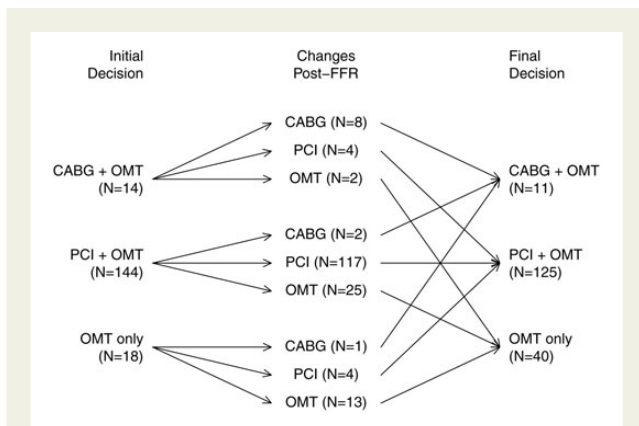 Initial
Decision
Changes
Post–FFR
Final
Decision
CABG + OMT
(N=14)
CABG (N=8)
PCI (N=4)
OMT (N=2)
CABG + OMT
(N=11)
PCI + OMT
(N=144)
CABG (N=2)
PCI (N=117)
OMT (N=25)
PCI + OMT
(N=125)
OMT only
(N=18)
CABG (N=1)
PCI (N=4)
OMT (N=13)
OMT only
(N=40)